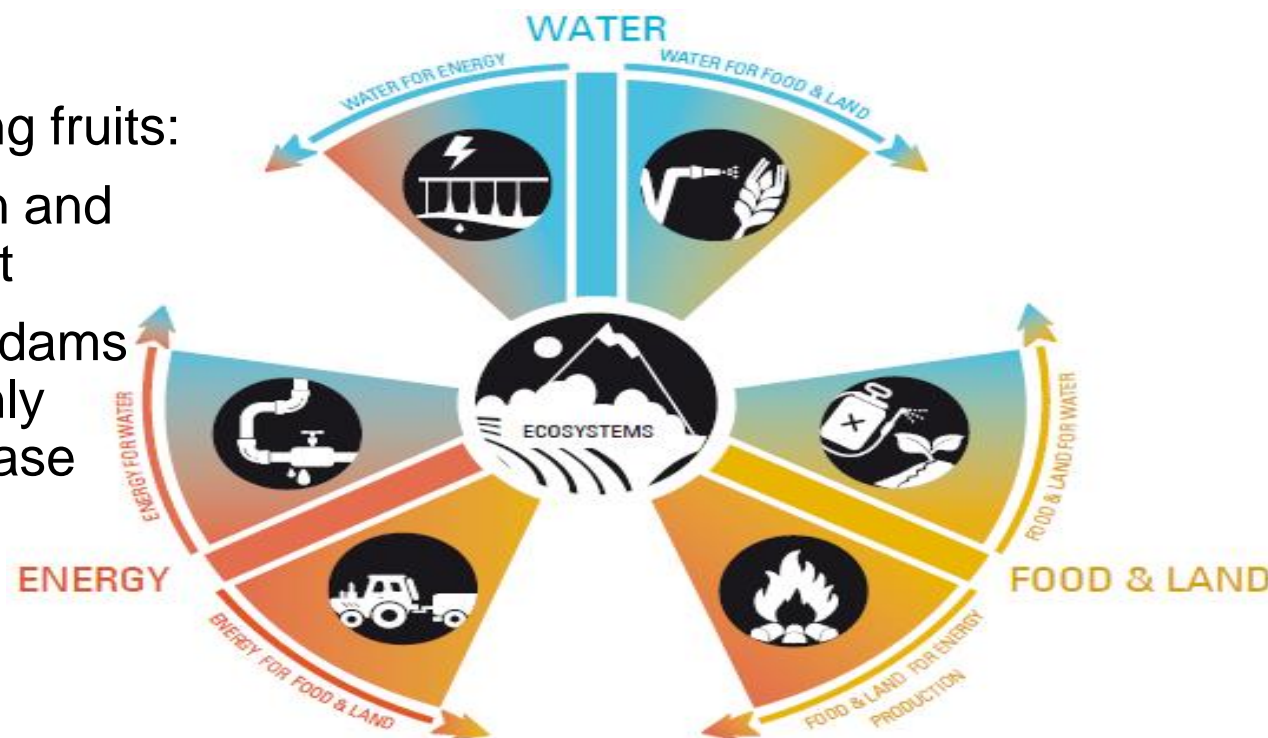 ng fruits:
n and
t
dams
nly
ase
WATER
WATER FOR ENERGY
WATER FOR FOOD & LAND
ECOSYSTEMS
ENERGY FOR WATER
FOOD & LAND FOR WATER
ENERGY
FOOD & LAND
ENERGY FOR FOOD & LAND
FOOD & LAND FOR ENERGY
PRODUCTION